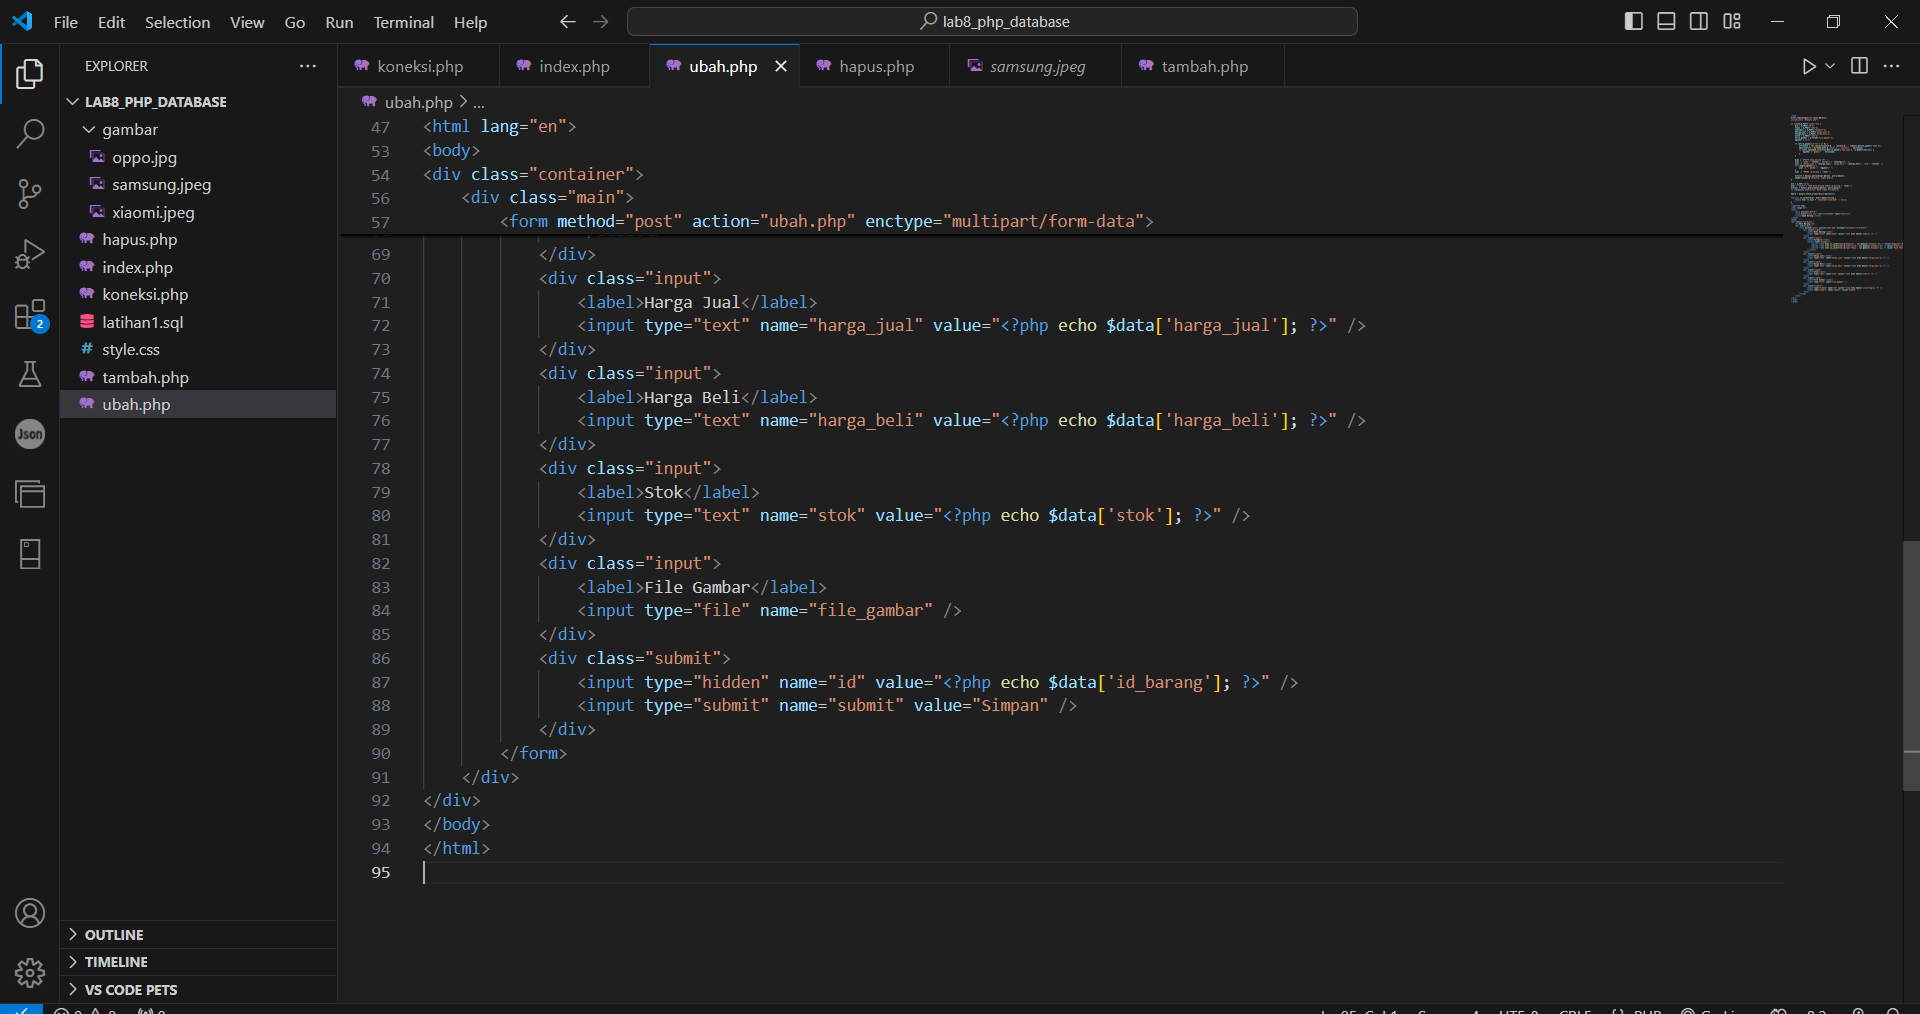 File Edit Selection View Go Run Terminal Help
lab8_php_database
EXPLORER
LAB8_PHP_DATABASE
gambar
oppo.jpg
samsung.jpeg
xiaomi.jpeg
hapus.php
index.php
koneksi.php
latihan1.sql
# style.css
tambah.php
ubah.php
2
Json
OUTLINE
TIMELINE
VS CODE PETS
koneksi.php index.php ubah.php hapus.php samsung.jpeg tambah.php
ubah.php > ...
47 <html lang="en">
53 <body>
54 <div class="container">
56 <div class="main">
57 <form method="post" action="ubah.php" enctype="multipart/form-data">
69 </div>
70 <div class="input">
71 <label>Harga Jual</label>
72 <input type="text" name="harga_jual" value="<?php echo $data['harga_jual']; ?>" />
73 </div>
74 <div class="input">
75 <label>Harga Beli</label>
76 <input type="text" name="harga_beli" value="<?php echo $data['harga_beli']; ?>" />
77 </div>
78 <div class="input">
79 <label>Stok</label>
80 <input type="text" name="stok" value="<?php echo $data['stok']; ?>" />
81 </div>
82 <div class="input">
83 <label>File Gambar</label>
84 <input type="file" name="file_gambar" />
85 </div>
86 <div class="submit">
87 <input type="hidden" name="id" value="<?php echo $data['id_barang']; ?>" />
88 <input type="submit" name="submit" value="Simpan" />
89 </div>
90 </form>
91 </div>
92 </div>
93 </body>
94 </html>
95